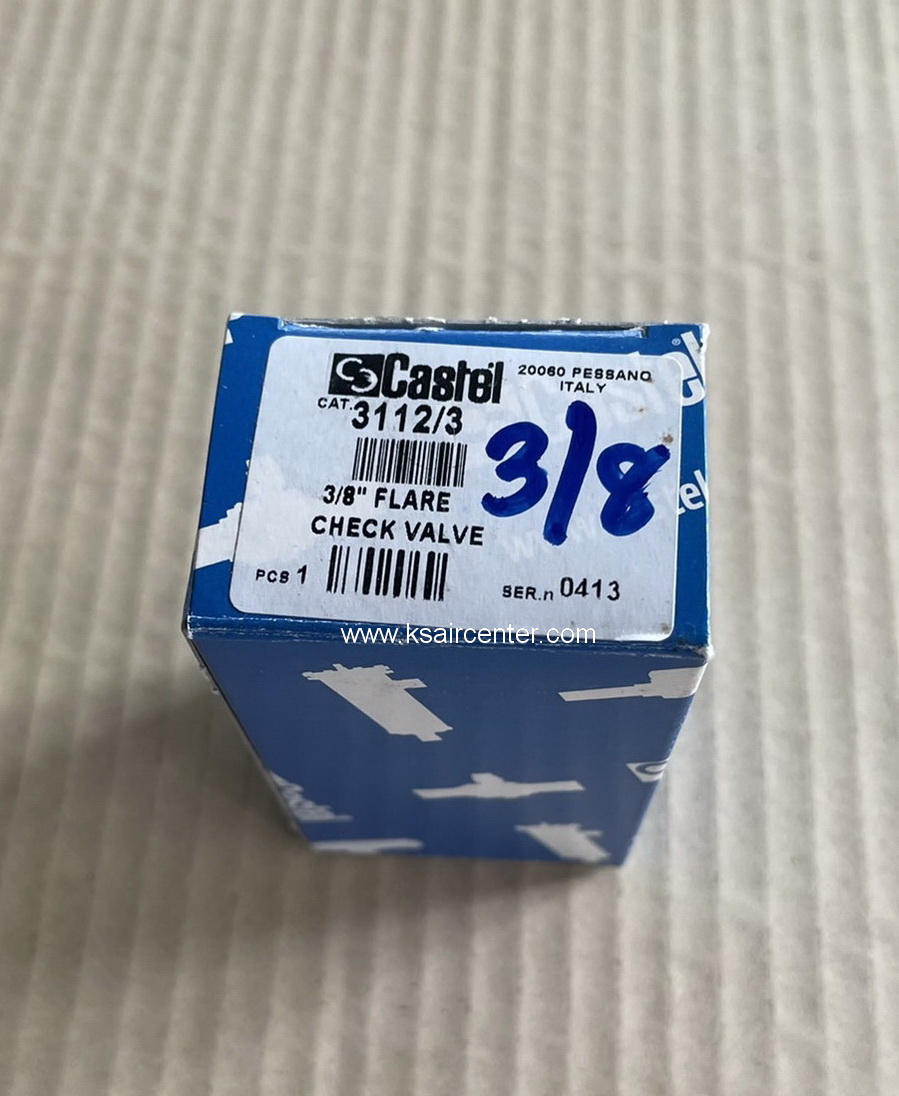 Castel
20060 PESSANO
ITALY
CAT. 3112/3
3/8
3/8" FLARE
CHECK VALVE
PCS 1
SER.n 0413
www.ksaircenter.com